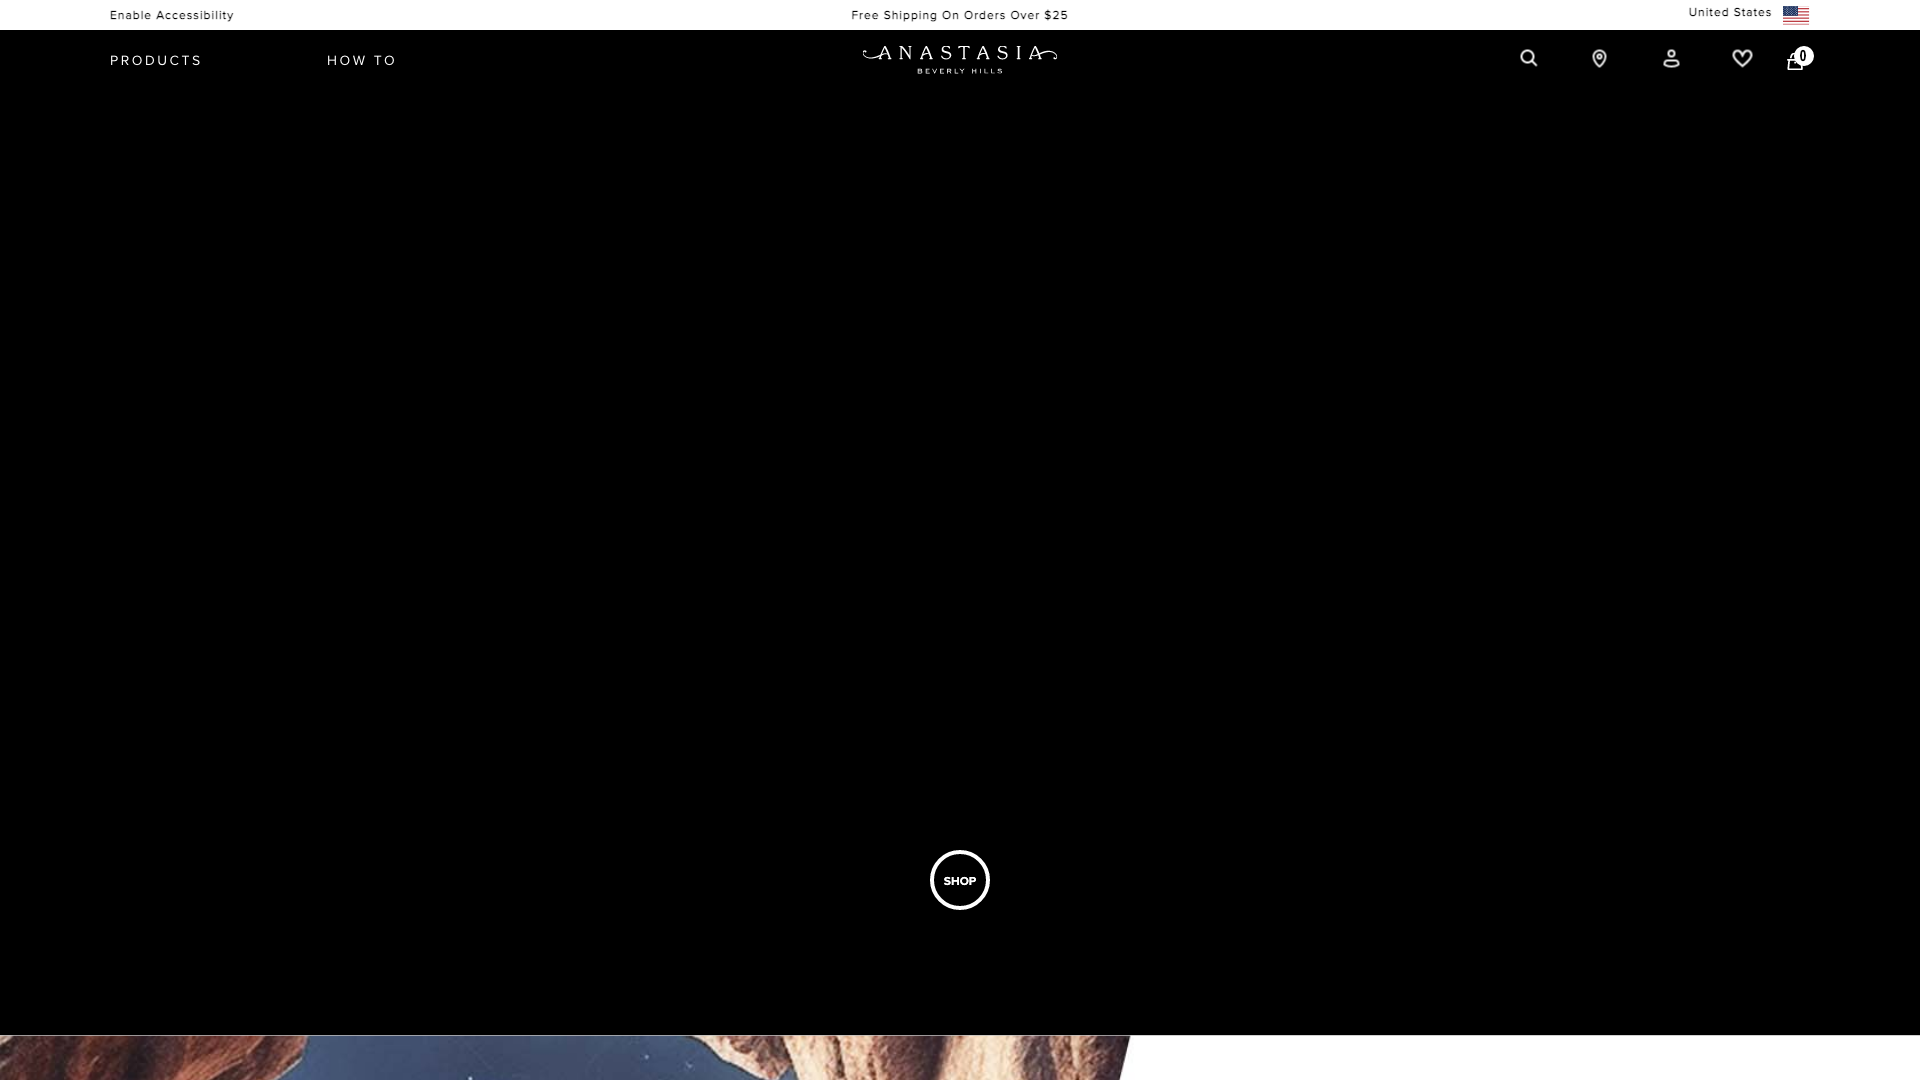 Enable Accessibility
Free Shipping On Orders Over $25
United States
PRODUCTS
HOW TO
ANASTASIA
BEVERLY HILLS
0
SHOP